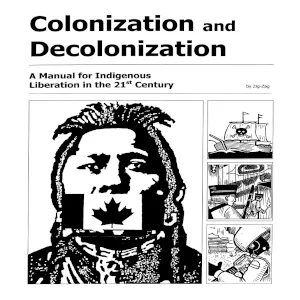 Colonization and
Decolonization
A Manual for Indigenous
Liberation in the 21st Century
by Zig-Zag